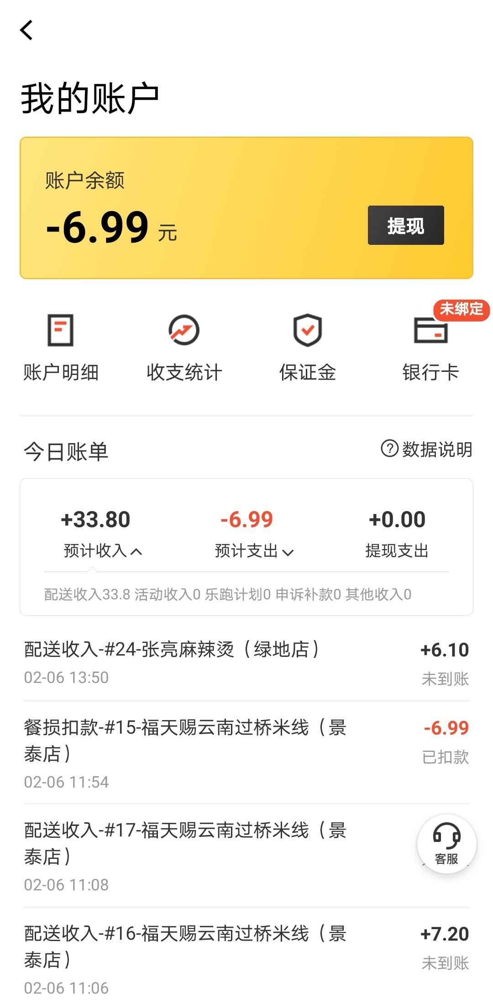 我的账户
账户余额
-6.99 元
提现
未绑定
账户明细 收支统计 保证金 银行卡
今日账单 ?数据说明
+33.80 -6.99 +0.00
预计收入 预计支出 提现支出
配送收入33.8 活动收入0 乐跑计划0 申诉补款0 其他收入0
配送收入-#24-张亮麻辣烫（绿地店） +6.10
02-06 13:50 未到账
餐损扣款-#15-福天赐云南过桥米线（景 -6.99
泰店） 已扣款
02-06 11:54
配送收入-#17-福天赐云南过桥米线（景
泰店） 客服
02-06 11:08
配送收入-#16-福天赐云南过桥米线（景 +7.20
泰店） 未到账
02-06 11:06